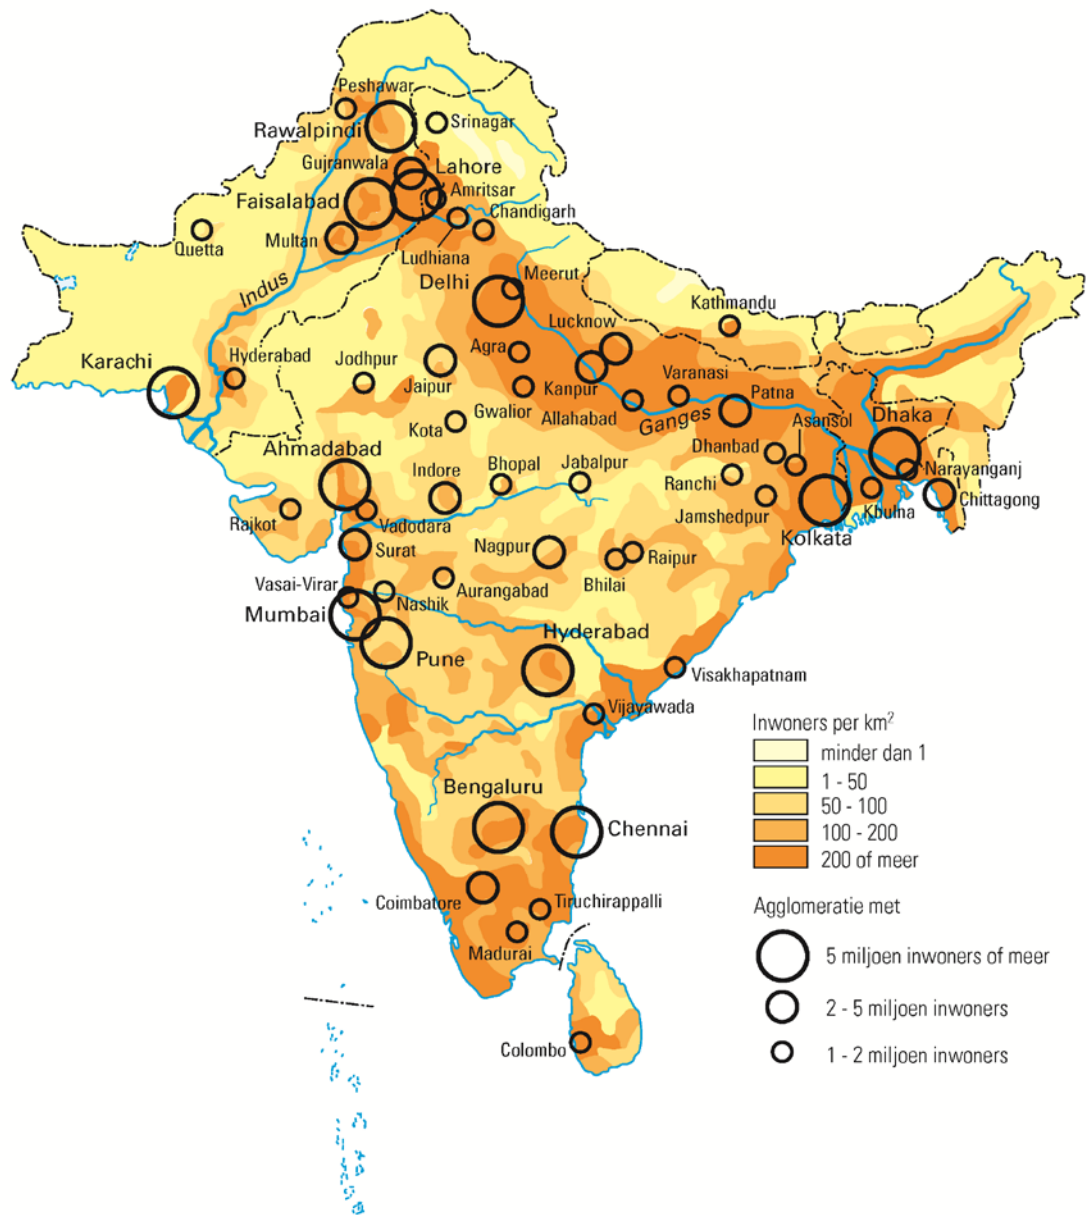 Peshawar
Rawalpindi
Srinagar
Gujranwala
Lahore
Faisalabad
Amritsar
Chandigarh
Quetta
Multan
Ludhiana
Delhi
Meerut
Indus
Kathmandu
Lucknow
Karachi
Hyderabad
Jodhpur
Agra
Jaipur
Kanpur
Varanasi
Patna
Gwalior
Allahabad
Ganges
Asansol
Dhaka
Kota
Ahmadabad
Dhanbad
Indore
Bhopal
Jabalpur
Narayanganj
Ranchi
Chittagong
Rajkot
Vadodara
Jamshedpur
Kbulna
Kolkata
Surat
Nagpur
Raipur
Vasai-Virar
Aurangabad
Bhilai
Nashik
Mumbai
Hyderabad
Pune
Visakhapatnam
Vijayawada
Bengaluru
Chennai
Coimbatore
Tiruchirappalli
Madurai
Colombo
Inwoners per km²
minder dan 1
1 - 50
50 - 100
100 - 200
200 of meer
Agglomeratie met
5 miljoen inwoners of meer
2 - 5 miljoen inwoners
1 - 2 miljoen inwoners